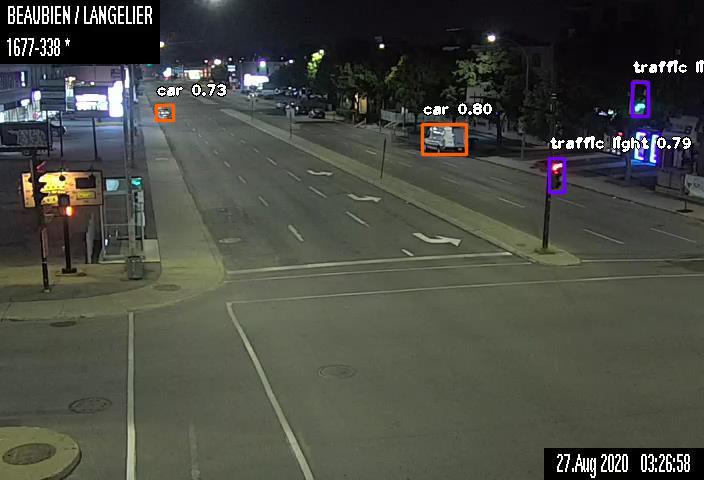 BEAUBIEN / LANGELIER
1677-338 *
traffic li
car 0.73
car 0.80
traffic light 0.79
27.Aug 2020 03:26:58